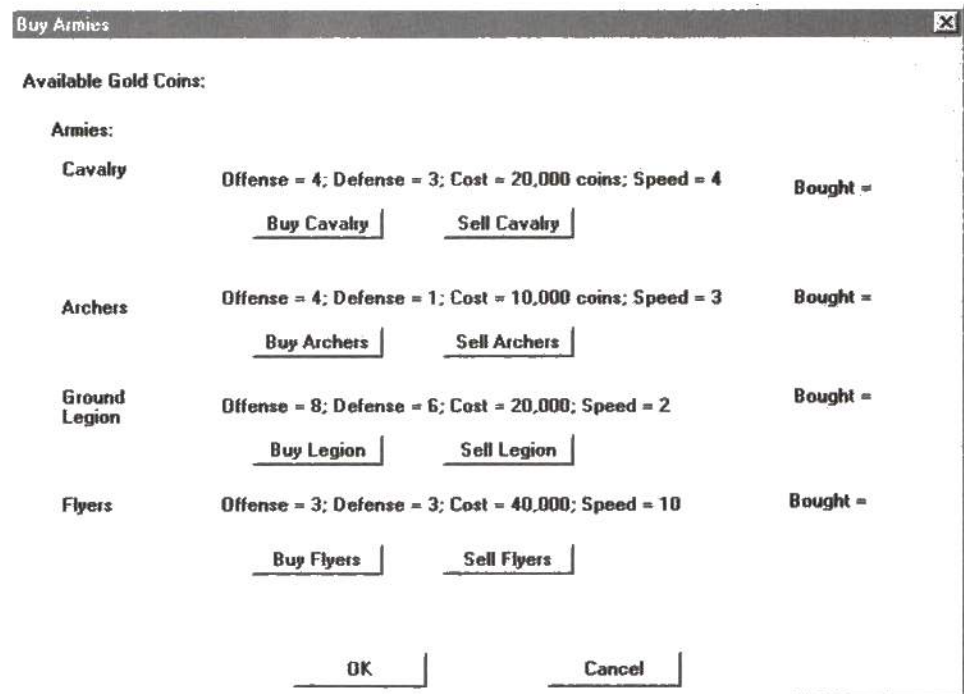 Buy Armies
Available Gold Coins:
Armies:
Cavalry
Offense = 4; Defense = 3; Cost = 20,000 coins; Speed = 4
Bought =
Buy Cavalry
Sell Cavalry
Archers
Offense = 4; Defense = 1; Cost = 10,000 coins; Speed = 3
Bought =
Buy Archers
Sell Archers
Ground
Legion
Offense = 8; Defense = 6; Cost = 20,000; Speed = 2
Bought =
Buy Legion
Sell Legion
Flyers
Offense = 3; Defense = 3; Cost = 40,000; Speed = 10
Bought =
Buy Flyers
Sell Flyers
OK
Cancel